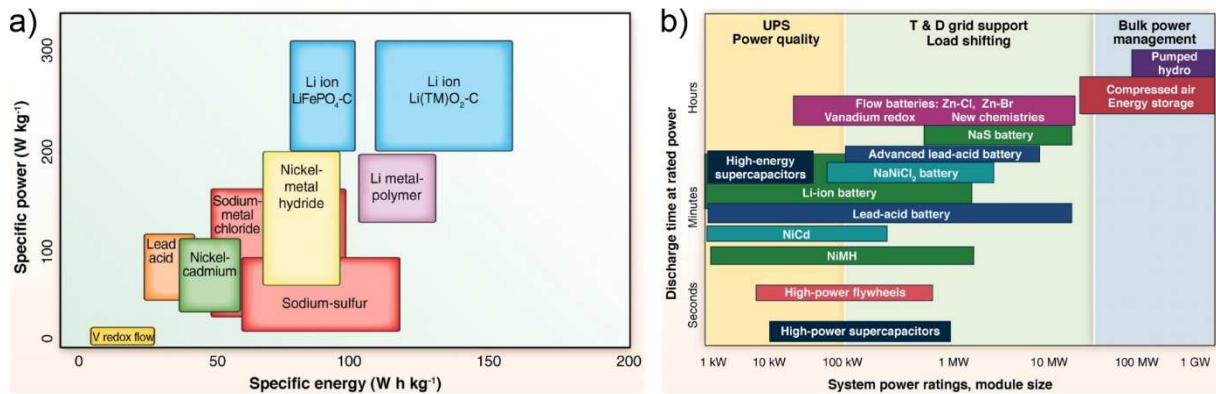 a)
300
200
100
0
Specific power (W kg⁻¹)
Li ion
LiFePO₄-C
Li ion
Li(TM)O₂-C
Nickel-
metal
hydride
Li metal-
polymer
Sodium-
metal
chloride
Lead
acid
Nickel-
cadmium
Sodium-sulfur
V redox flow
0
50
100
150
200
Specific energy (W h kg⁻¹)
b)
UPS
Power quality
T & D grid support
Load shifting
Bulk power
management
Discharge time at rated power
Hours
Minutes
Seconds
Pumped
hydro
Compressed air
Energy storage
Flow batteries: Zn-Cl, Zn-Br
Vanadium redox New chemistries
NaS battery
High-energy
supercapacitors
Advanced lead-acid battery
NaNiCl₂ battery
Li-ion battery
Lead-acid battery
NiCd
NiMH
High-power flywheels
High-power supercapacitors
1 kW
10 kW
100 kW
1 MW
10 MW
100 MW
1 GW
System power ratings, module size